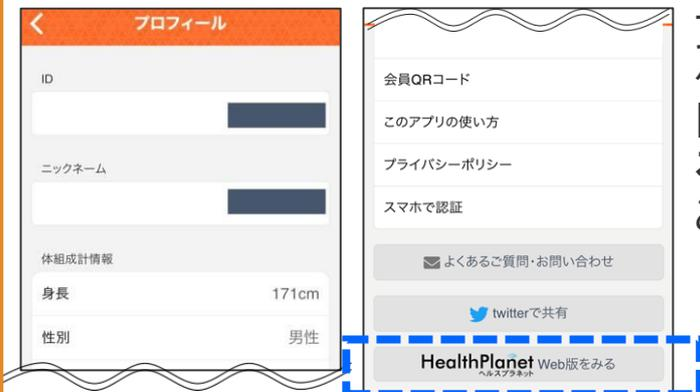 プロフィール
ID
ニックネーム
体組成計情報
身長 171cm
性別 男性
会員QRコード
このアプリの使い方
プライバシーポリシー
スマホで認証
よくあるご質問・お問い合わせ
twitterで共有
HealthPlanet Web版をみる
ヘルスプラネット